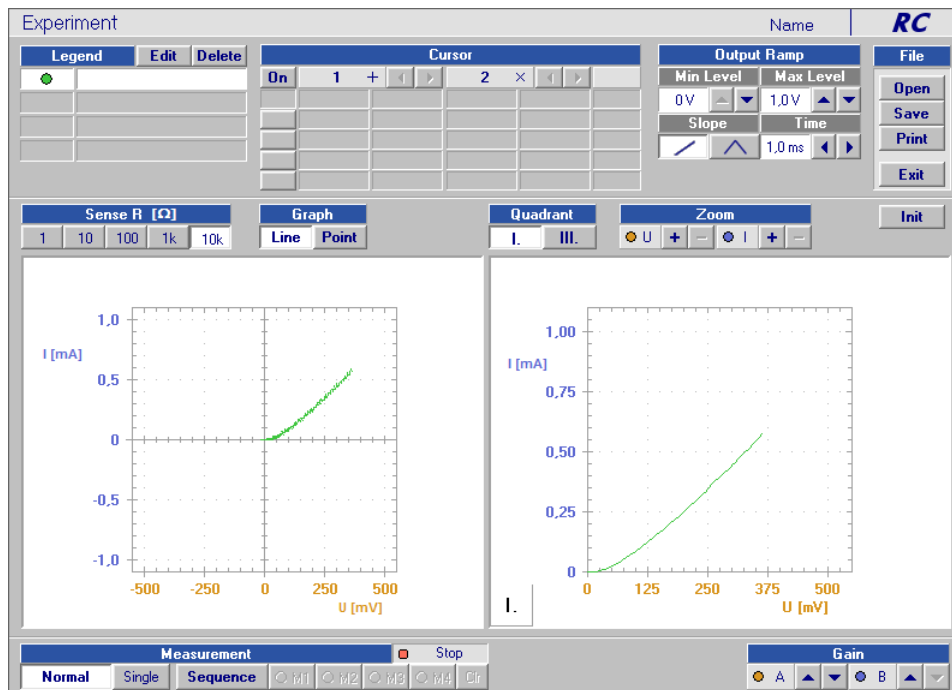 Experiment Name RC
Legend Edit Delete Cursor Output Ramp File
On 1 + 2 × Min Level Max Level
0 V 1,0 V Open
Slope Time Save
1,0 ms Print
Exit
Sense R [Ω] Graph Quadrant Zoom Init
1 10 100 1k 10k Line Point I. III. U + − I + −
1,0
I [mA]
0,5
0
-0,5
-1,0
-500 -250 0 250 500
U [mV]
1,00
I [mA]
0,75
0,50
0,25
0
0 125 250 375 500
U [mV]
I.
Measurement Stop Gain
Normal Single Sequence M1 M2 M3 M4 Clr A B